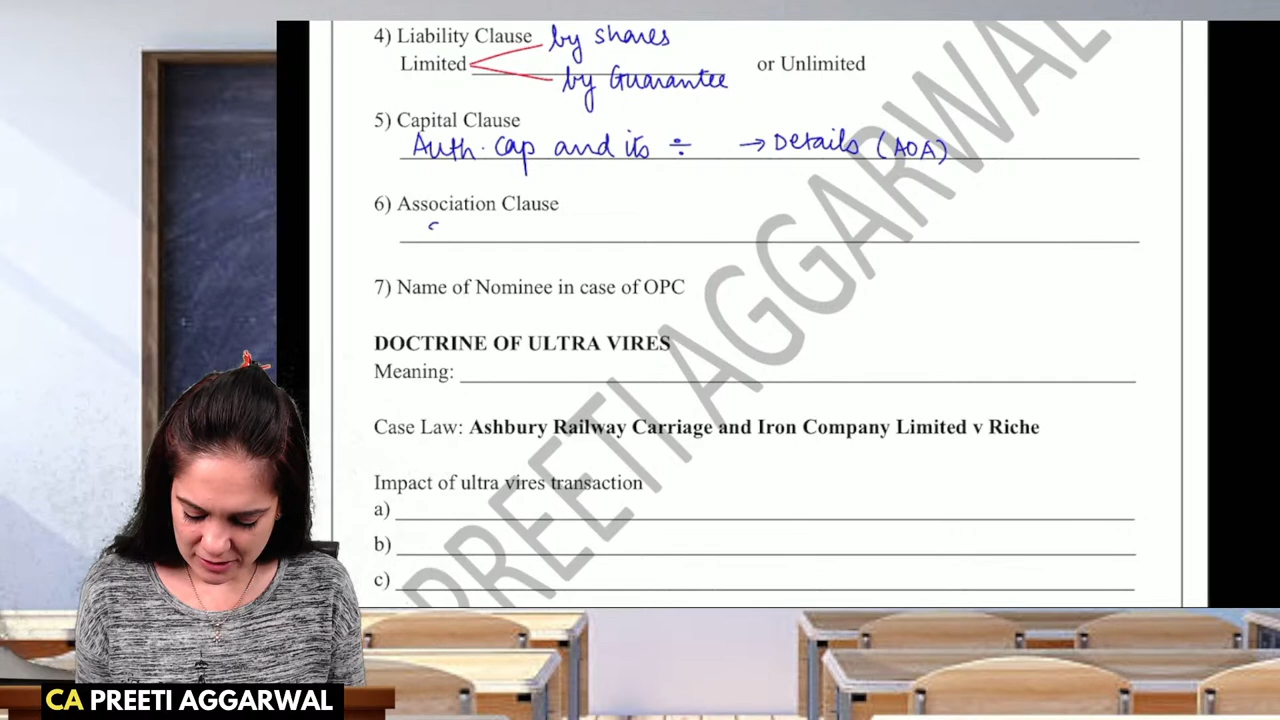 4) Liability Clause by shares
Limited by Guarantee or Unlimited
5) Capital Clause
Auth. Cap and its ÷ → Details (AOA)
6) Association Clause
7) Name of Nominee in case of OPC
DOCTRINE OF ULTRA VIRES
Meaning:
Case Law: Ashbury Railway Carriage and Iron Company Limited v Riche
Impact of ultra vires transaction
a)
b)
c)
PREETI AGGARWAL
CA PREETI AGGARWAL